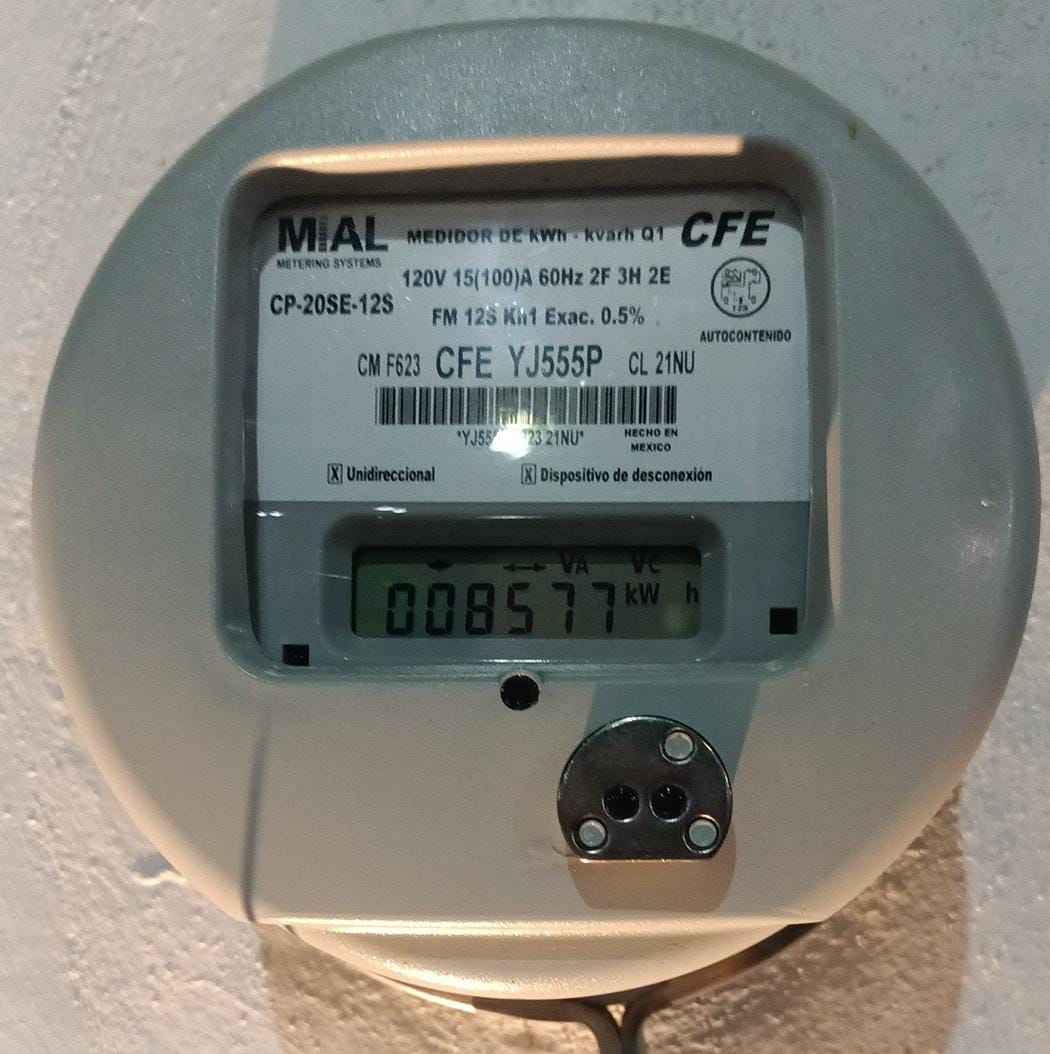 MIAL
METERING SYSTEMS
MEDIDOR DE kWh - kvarh Q1
CFE
120V 15(100)A 60Hz 2F 3H 2E
CP-20SE-12S
FM 12S Kh1 Exac. 0.5%
12S
AUTOCONTENIDO
CM F623 CFE YJ555P CL 21NU
21NU*
HECHO EN
MEXICO
X Unidireccional
X Dispositivo de desconexión
VA VC
008577 kW h